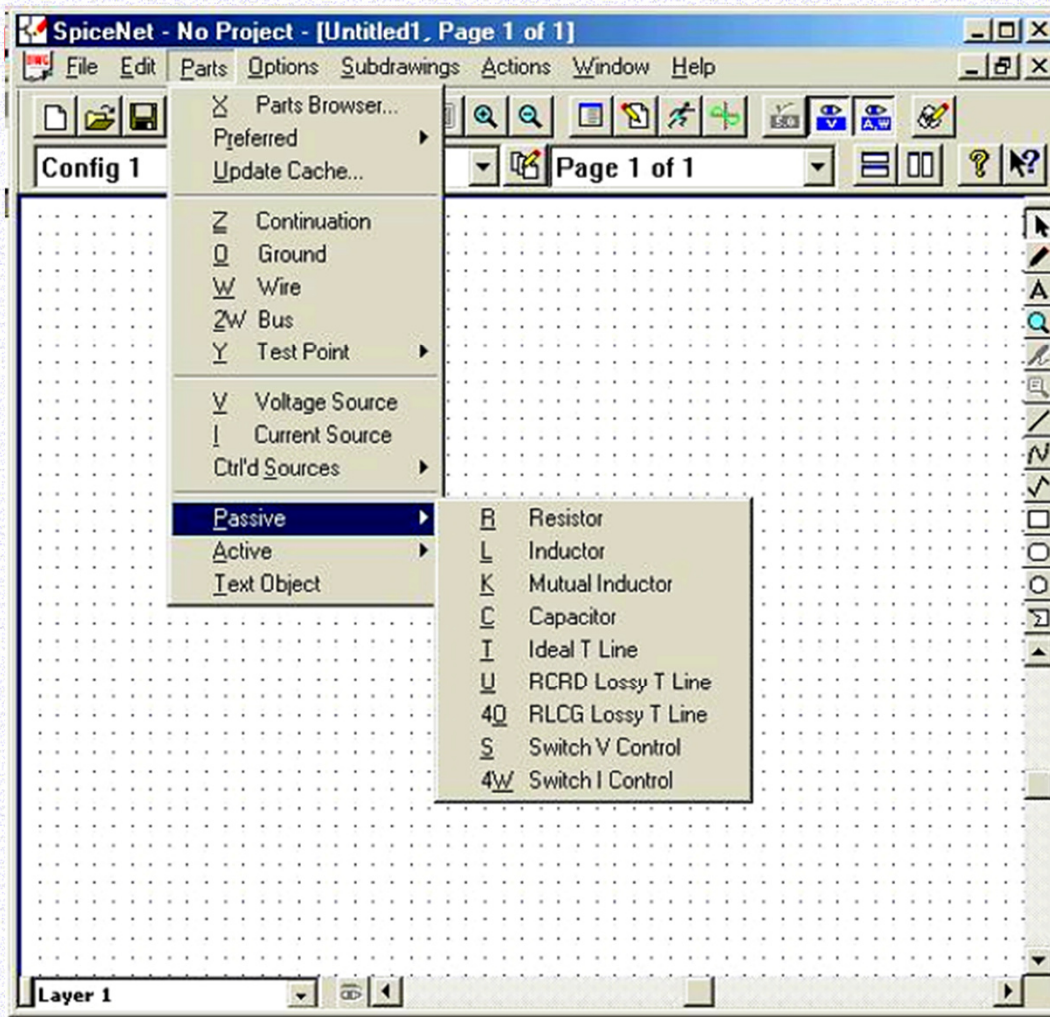 SpiceNet - No Project - [Untitled1, Page 1 of 1]
File Edit Parts Options Subdrawings Actions Window Help
Config 1
Page 1 of 1
X Parts Browser...
Preferred
Update Cache...
Z Continuation
0 Ground
W Wire
2W Bus
Y Test Point
V Voltage Source
I Current Source
Ctrl'd Sources
Passive
Active
Text Object
R Resistor
L Inductor
K Mutual Inductor
C Capacitor
T Ideal T Line
U RCRD Lossy T Line
4O RLCG Lossy T Line
S Switch V Control
4W Switch I Control
Layer 1